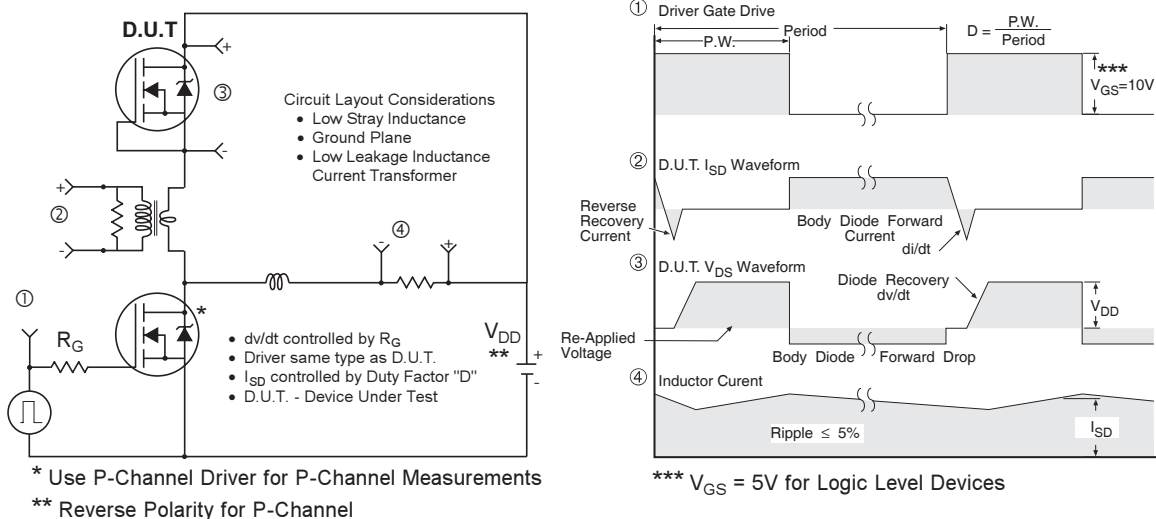 D.U.T
+
③
-
Circuit Layout Considerations
• Low Stray Inductance
• Ground Plane
• Low Leakage Inductance
Current Transformer
+
②
-
④
-
+
①
R_G
*
• dv/dt controlled by R_G
• Driver same type as D.U.T.
• I_SD controlled by Duty Factor "D"
• D.U.T. - Device Under Test
V_DD
**
+
-
* Use P-Channel Driver for P-Channel Measurements
** Reverse Polarity for P-Channel
① Driver Gate Drive
Period
P.W.
D = P.W. / Period
***
V_GS=10V
② D.U.T. I_SD Waveform
Reverse
Recovery
Current
Body Diode Forward
Current
di/dt
③ D.U.T. V_DS Waveform
Diode Recovery
dv/dt
V_DD
Re-Applied
Voltage
Body Diode Forward Drop
④ Inductor Curent
Ripple ≤ 5%
I_SD
*** V_GS = 5V for Logic Level Devices